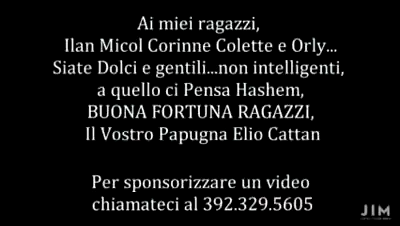 Ai miei ragazzi,
Ilan Micol Corinne Colette e Orly...
Siate Dolci e gentili...non intelligenti,
a quello ci Pensa Hashem,
BUONA FORTUNA RAGAZZI,
Il Vostro Papugna Elio Cattan
Per sponsorizzare un video
chiamateci al 392.329.5605
JIM